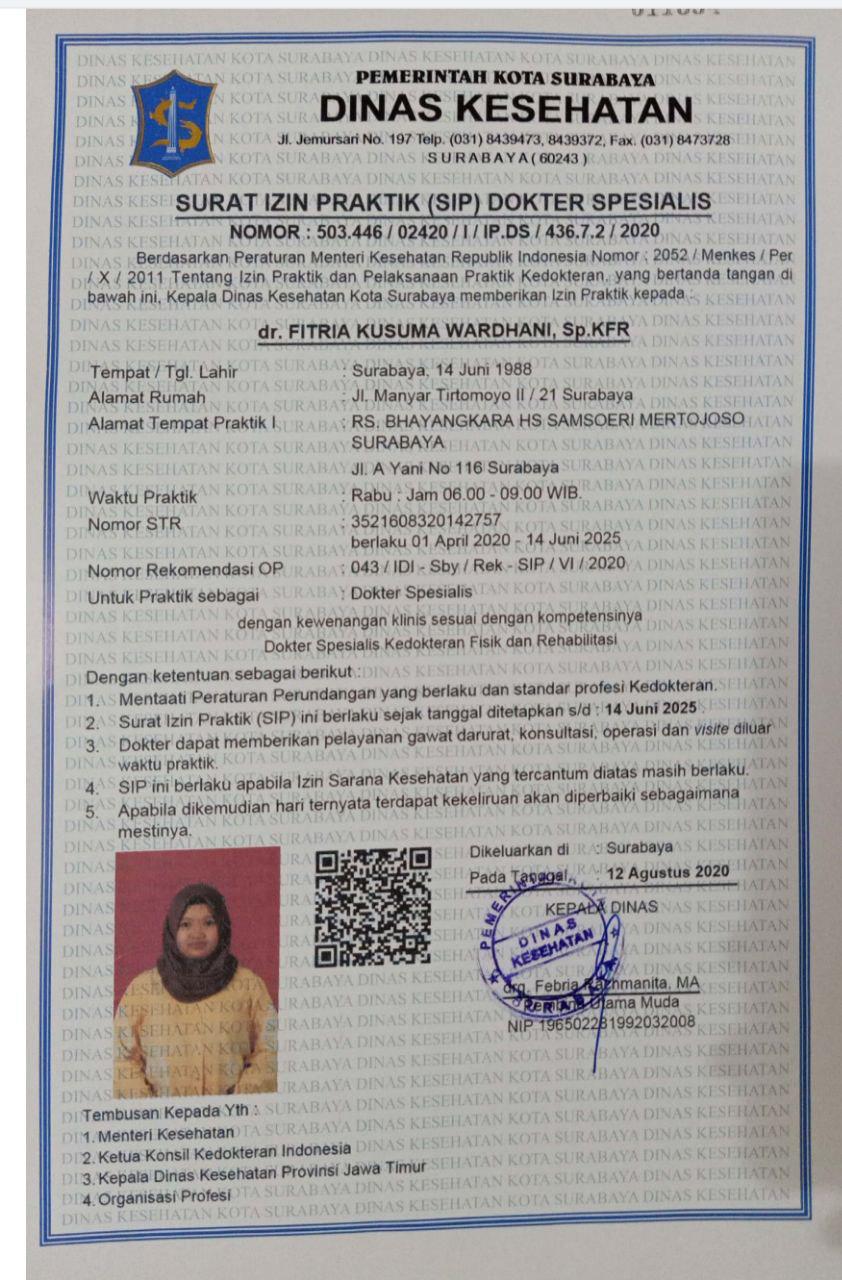 PEMERINTAH KOTA SURABAYA
DINAS KESEHATAN
Jl. Jemursari No. 197 Telp. (031) 8439473, 8439372, Fax. (031) 8473728
SURABAYA ( 60243 )
SURAT IZIN PRAKTIK (SIP) DOKTER SPESIALIS
NOMOR : 503.446 / 02420 / I / IP.DS / 436.7.2 / 2020
Berdasarkan Peraturan Menteri Kesehatan Republik Indonesia Nomor : 2052 / Menkes / Per
/ X / 2011 Tentang Izin Praktik dan Pelaksanaan Praktik Kedokteran, yang bertanda tangan di
bawah ini, Kepala Dinas Kesehatan Kota Surabaya memberikan Izin Praktik kepada :
dr. FITRIA KUSUMA WARDHANI, Sp.KFR
Tempat / Tgl. Lahir : Surabaya, 14 Juni 1988
Alamat Rumah : Jl. Manyar Tirtomoyo II / 21 Surabaya
Alamat Tempat Praktik I : RS. BHAYANGKARA HS SAMSOERI MERTOJOSO
SURABAYA
Jl. A Yani No 116 Surabaya
Waktu Praktik : Rabu : Jam 06.00 - 09.00 WIB.
Nomor STR : 3521608320142757
berlaku 01 April 2020 - 14 Juni 2025
Nomor Rekomendasi OP : 043 / IDI - Sby / Rek - SIP / VI / 2020
Untuk Praktik sebagai : Dokter Spesialis
dengan kewenangan klinis sesuai dengan kompetensinya
Dokter Spesialis Kedokteran Fisik dan Rehabilitasi
Dengan ketentuan sebagai berikut :
1. Mentaati Peraturan Perundangan yang berlaku dan standar profesi Kedokteran.
2. Surat Izin Praktik (SIP) ini berlaku sejak tanggal ditetapkan s/d : 14 Juni 2025 .
3. Dokter dapat memberikan pelayanan gawat darurat, konsultasi, operasi dan visite diluar
waktu praktik.
4. SIP ini berlaku apabila Izin Sarana Kesehatan yang tercantum diatas masih berlaku.
5. Apabila dikemudian hari ternyata terdapat kekeliruan akan diperbaiki sebagaimana
mestinya.
Dikeluarkan di : Surabaya
Pada Tanggal, : 12 Agustus 2020
KEPALA DINAS
DINAS
KESEHATAN
drg. Febria Rachmanita, MA
Pembina Utama Muda
NIP 196502281992032008
Tembusan Kepada Yth :
1. Menteri Kesehatan
2. Ketua Konsil Kedokteran Indonesia
3. Kepala Dinas Kesehatan Provinsi Jawa Timur
4. Organisasi Profesi